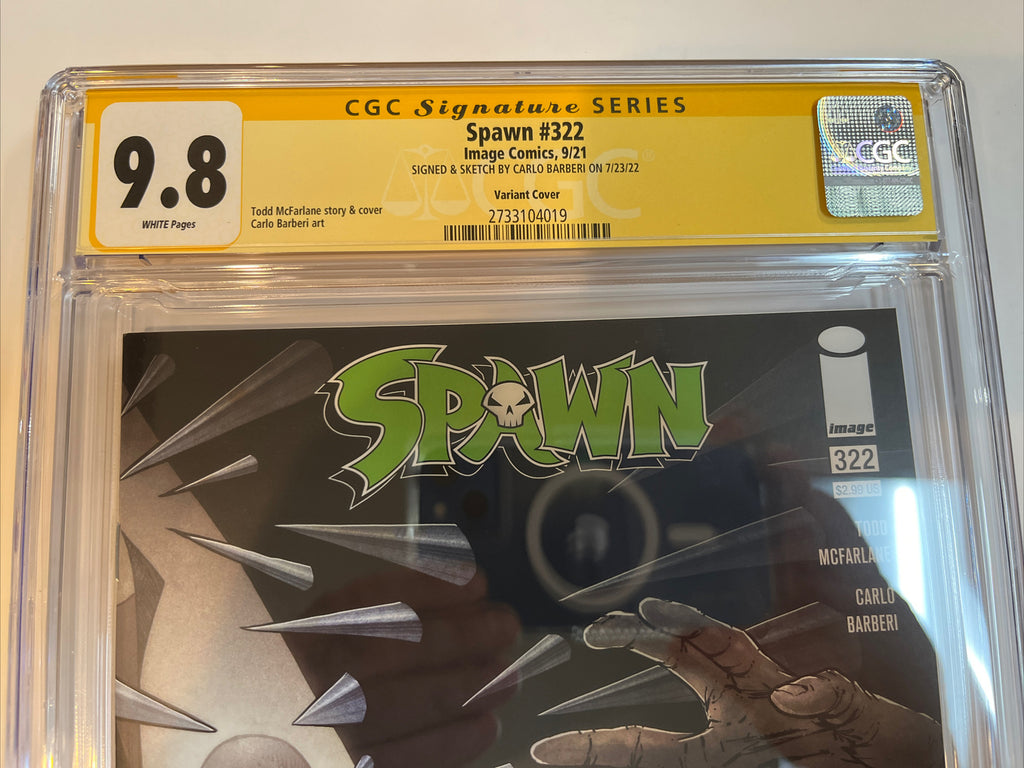 CGC Signature SERIES
9.8
WHITE Pages
Spawn #322
Image Comics, 9/21
SIGNED & SKETCH BY CARLO BARBERI ON 7/23/22
Variant Cover
2733104019
Todd McFarlane story & cover
Carlo Barberi art
CGC
CGC
SPAWN
image
322
$2.99 US
TODD
MCFARLANE
CARLO
BARBERI